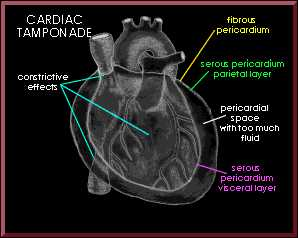 CARDIAC
TAMPONADE
constrictive
effects
fibrous
pericardium
serous pericardium
parietal layer
pericardial
space
with too much
fluid
serous
pericardium
visceral layer